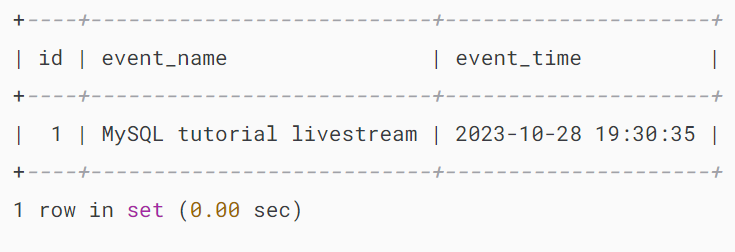 +----+---------------------------+---------------------+
| id | event_name                | event_time          |
+----+---------------------------+---------------------+
|  1 | MySQL tutorial livestream | 2023-10-28 19:30:35 |
+----+---------------------------+---------------------+
1 row in set (0.00 sec)